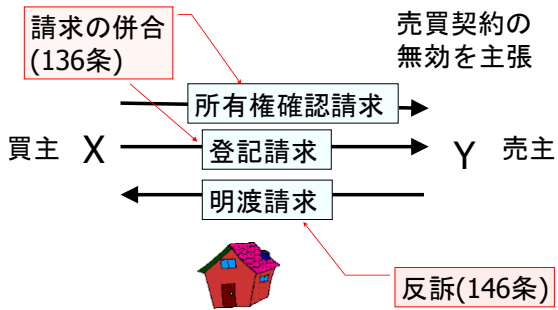 請求の併合
(136条)
売買契約の
無効を主張
所有権確認請求
買主 X
登記請求
Y 売主
明渡請求
反訴(146条)